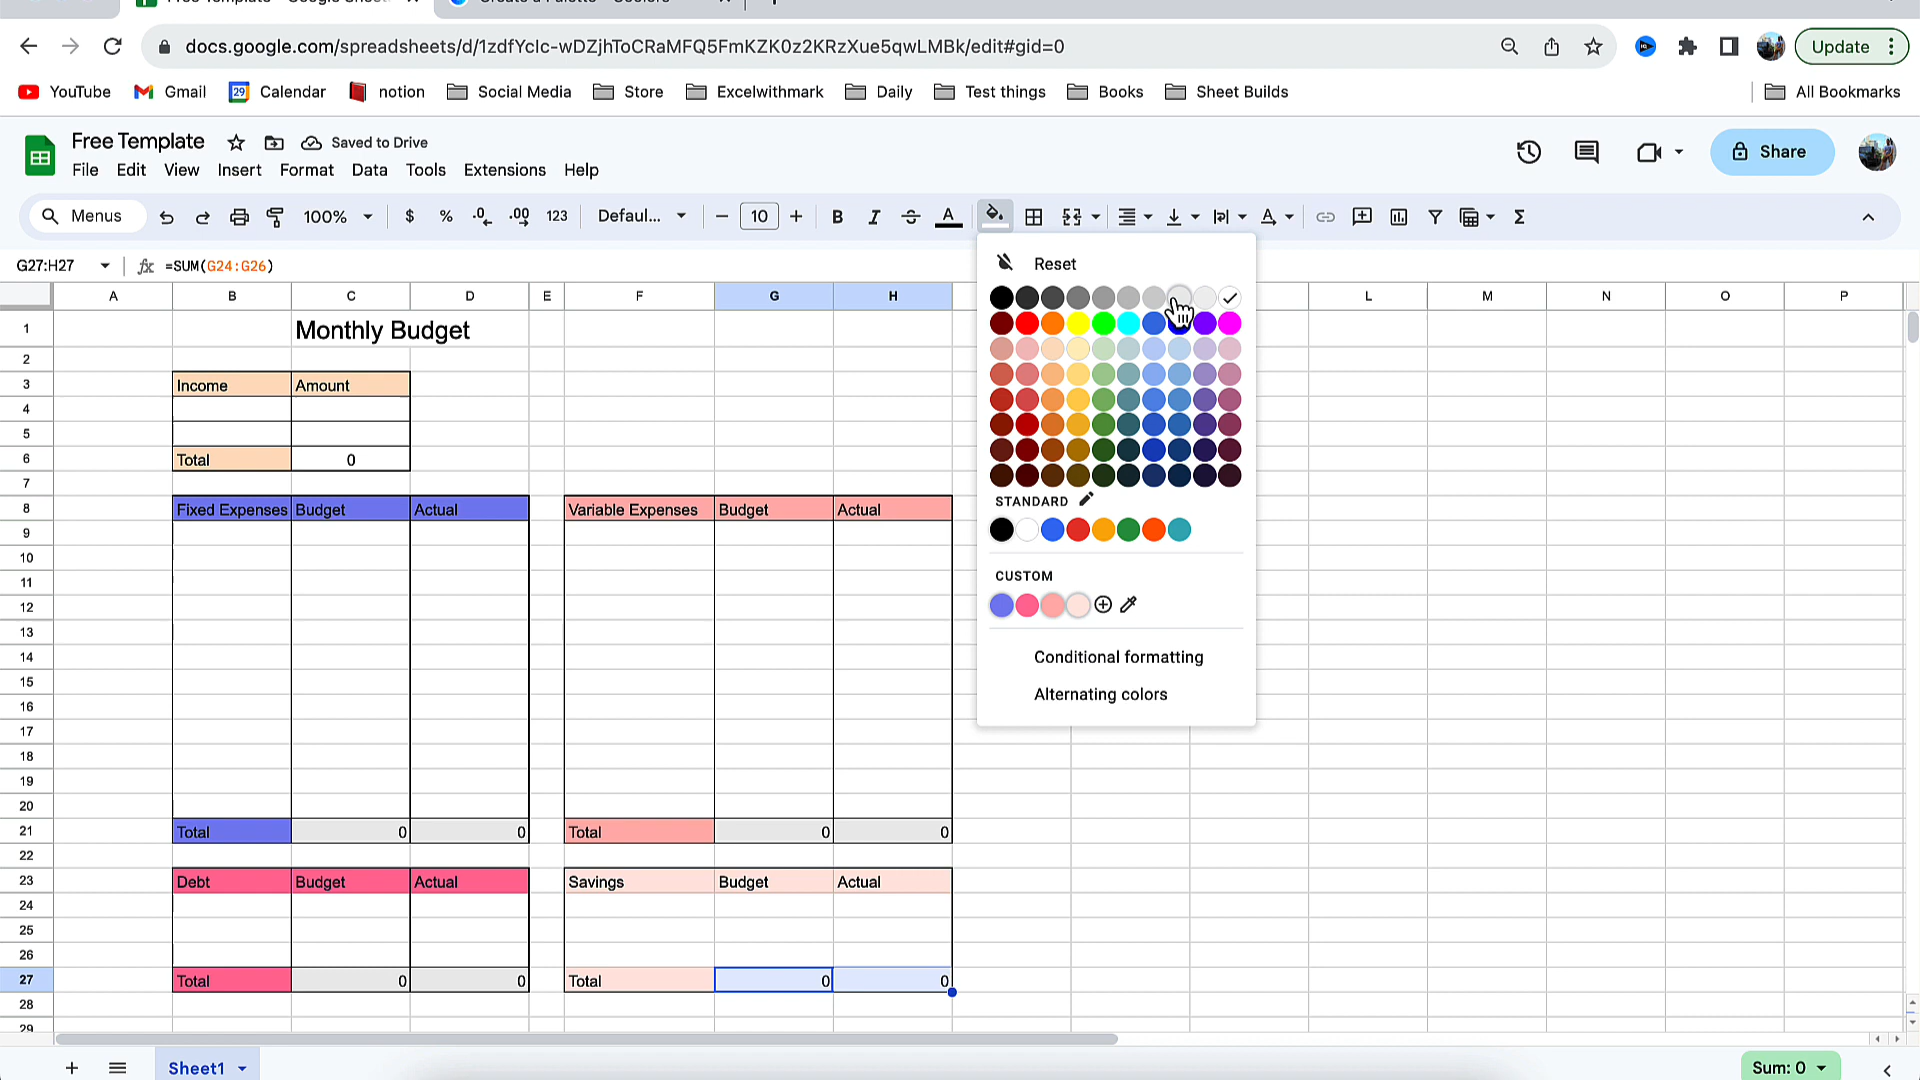 docs.google.com/spreadsheets/d/1zdfYcIc-wDZjhToCRaMFQ5FmKZK0z2KRzXue5qwLMBk/edit#gid=0
Update
YouTube Gmail 29 Calendar notion Social Media Store Excelwithmark Daily Test things Books Sheet Builds All Bookmarks
Free Template Saved to Drive
File Edit View Insert Format Data Tools Extensions Help
Share
Menus 100% $ % .0 .00 123 Defaul... 10 B I A
G27:H27 fx =SUM(G24:G26)
Reset
A B C D E F G H L M N O P
1 Monthly Budget
2
3 Income Amount
4
5
6 Total 0
7
8 Fixed Expenses Budget Actual Variable Expenses Budget Actual
9
10
11
12
13
14
15
16
17
18
19
20
21 Total 0 0 Total 0 0
22
23 Debt Budget Actual Savings Budget Actual
24
25
26
27 Total 0 0 Total 0 0
28
29
STANDARD
CUSTOM
Conditional formatting
Alternating colors
Sheet1
Sum: 0